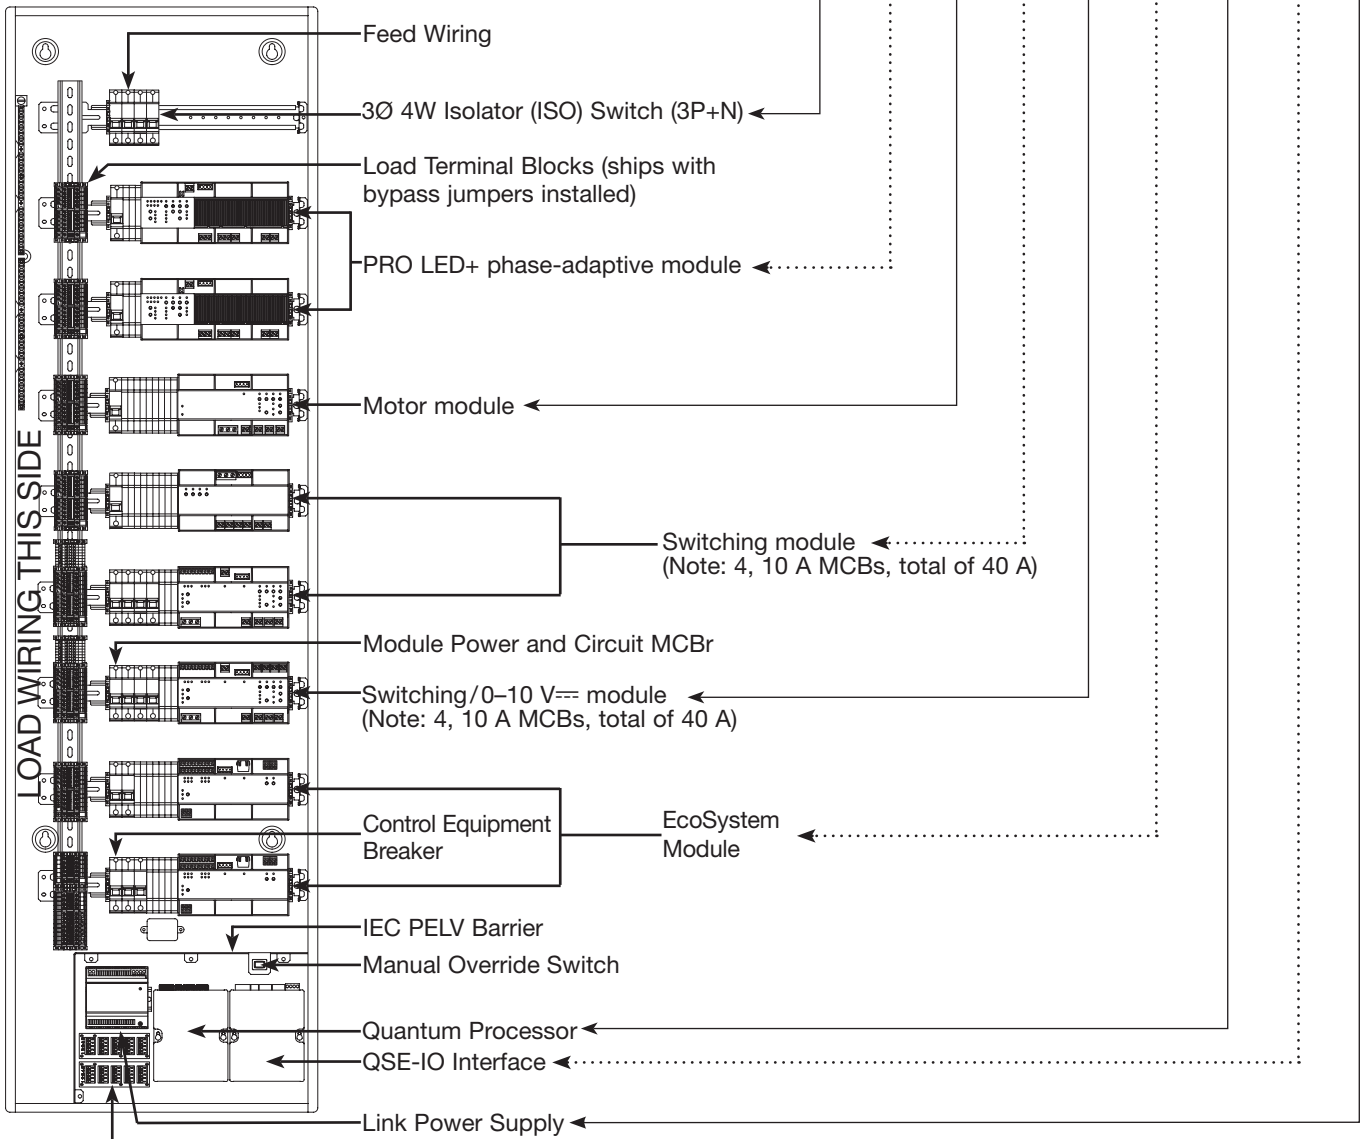 Feed Wiring
3Ø 4W Isolator (ISO) Switch (3P+N)
Load Terminal Blocks (ships with
bypass jumpers installed)
PRO LED+ phase-adaptive module
Motor module
LOAD WIRING THIS SIDE
Switching module
(Note: 4, 10 A MCBs, total of 40 A)
Module Power and Circuit MCBr
Switching/0–10 V⎓ module
(Note: 4, 10 A MCBs, total of 40 A)
Control Equipment
Breaker
EcoSystem
Module
IEC PELV Barrier
Manual Override Switch
Quantum Processor
QSE-IO Interface
Link Power Supply